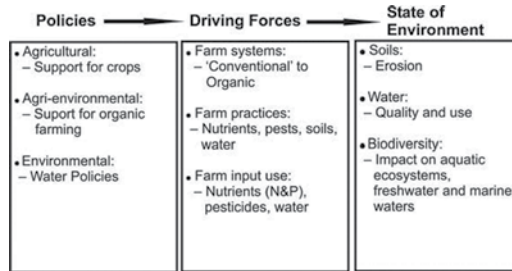 Policies
Driving Forces
State of
Environment
• Agricultural:
– Support for crops
• Agri-environmental:
– Suport for organic
farming
• Environmental:
– Water Policies
• Farm systems:
– ‘Conventional’ to
Organic
• Farm practices:
– Nutrients, pests, soils,
water
• Farm input use:
– Nutrients (N&P),
pesticides, water
• Soils:
– Erosion
• Water:
– Quality and use
• Biodiversity:
– Impact on aquatic
ecosystems,
freshwater and marine
waters